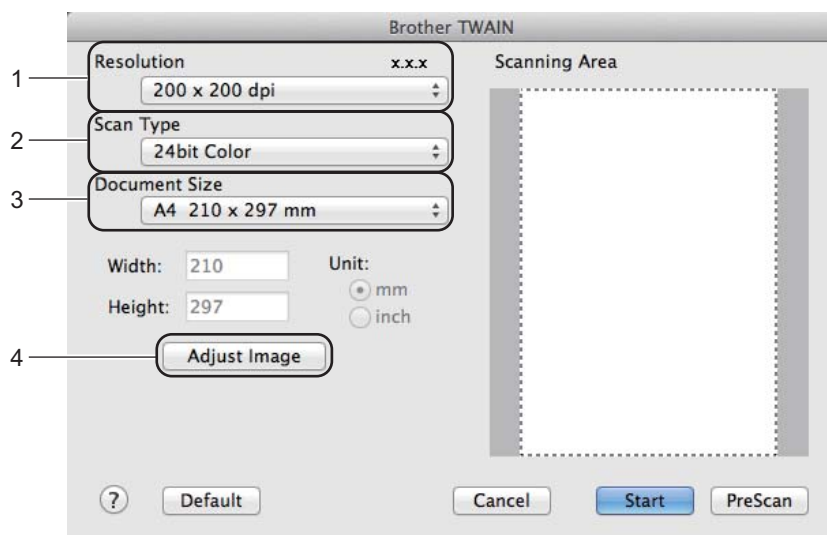 Brother TWAIN
1
Resolution x.x.x
200 x 200 dpi
2
Scan Type
24bit Color
3
Document Size
A4 210 x 297 mm
Width: 210
Height: 297
Unit:
mm
inch
4
Adjust Image
Scanning Area
? Default Cancel Start PreScan